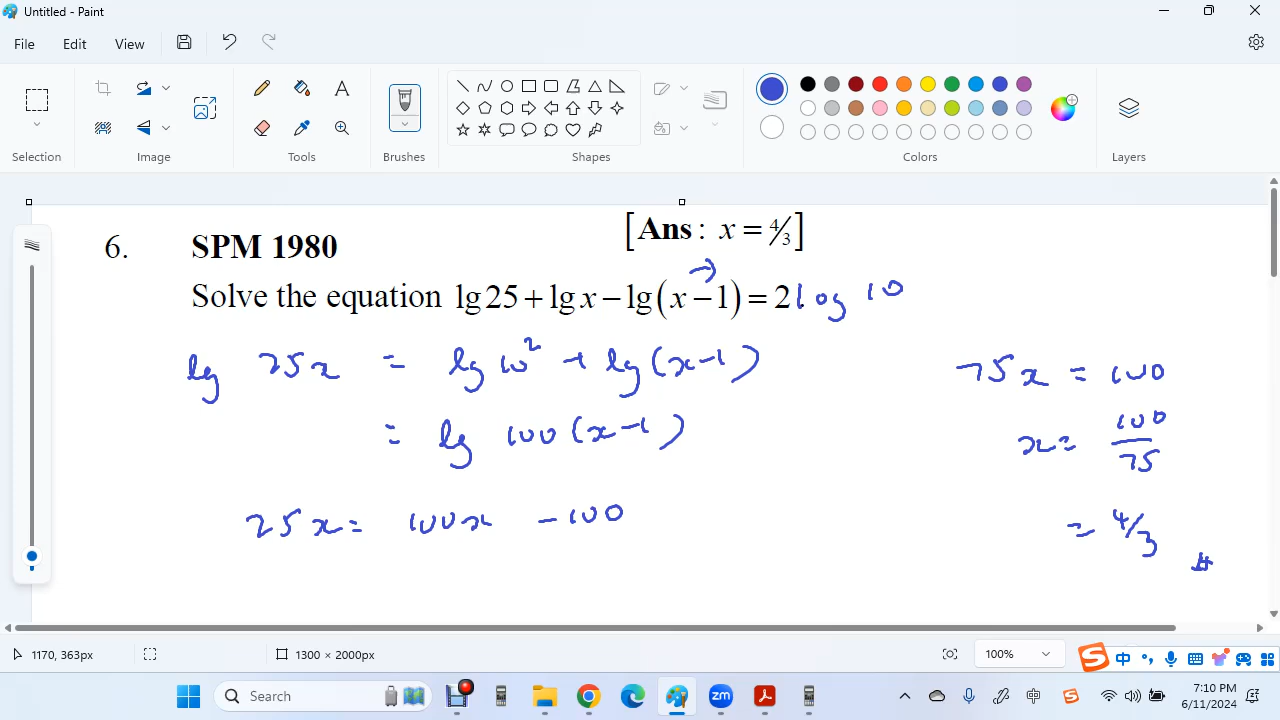 Untitled - Paint
File Edit View
Selection Image Tools Brushes Shapes Colors Layers
[Ans: x = 4/3]
6. SPM 1980
Solve the equation lg 25 + lg x − lg(x − 1) = 2 log 10
lg 25x = lg 10² + lg(x−1)
= lg 100(x−1)
25x = 100x − 100
75x = 100
x = 100/75
= 4/3 #
1170, 363px 1300 × 2000px 100%
中
Search
zm
中
7:10 PM
6/11/2024